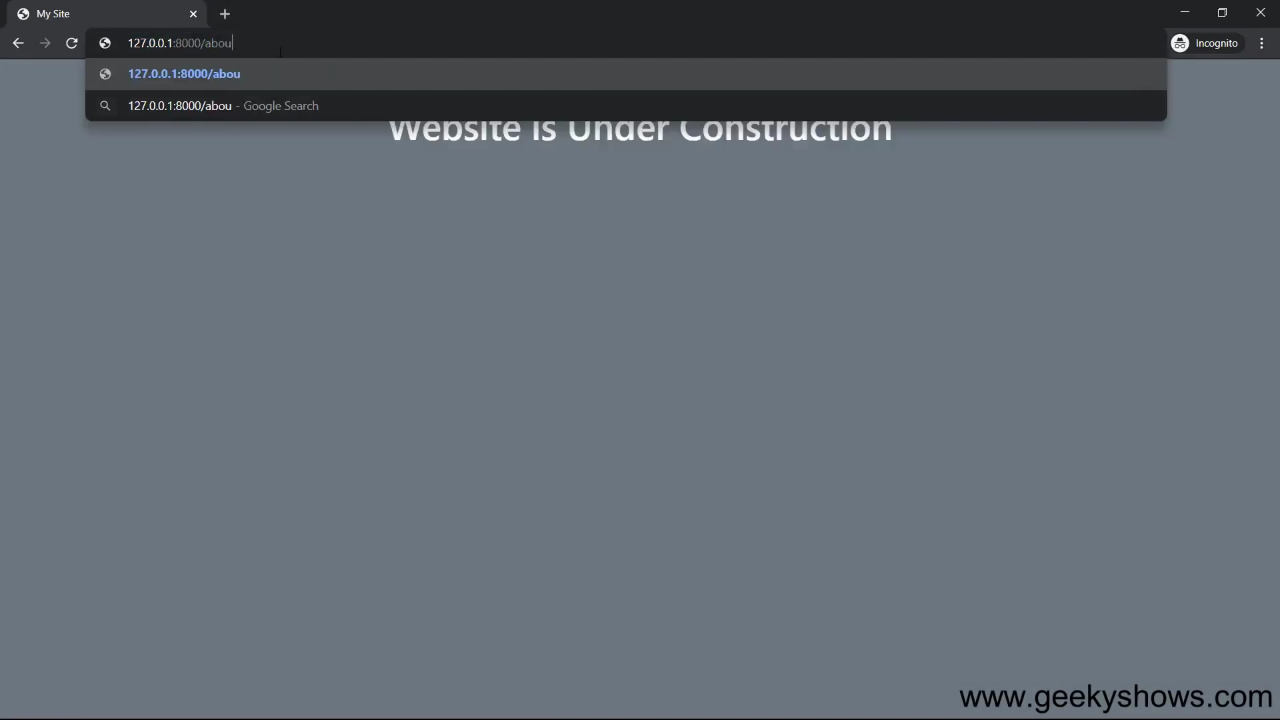 My Site
127.0.0.1:8000/abou
Incognito
127.0.0.1:8000/abou
127.0.0.1:8000/abou - Google Search
Website is Under Construction
www.geekyshows.com